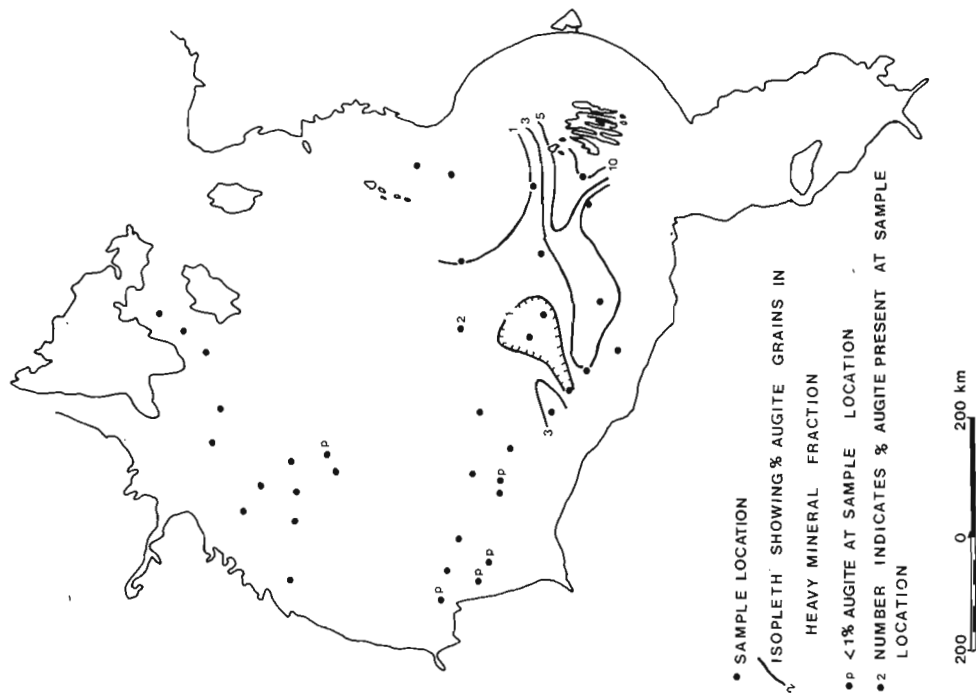 1
3
5
10
2
1
3
p
p
p
p
p
SAMPLE LOCATION
2 ISOPLETH SHOWING % AUGITE GRAINS IN
HEAVY MINERAL FRACTION
p <1% AUGITE AT SAMPLE LOCATION
2 NUMBER INDICATES % AUGITE PRESENT AT SAMPLE
LOCATION
200 0 200 km